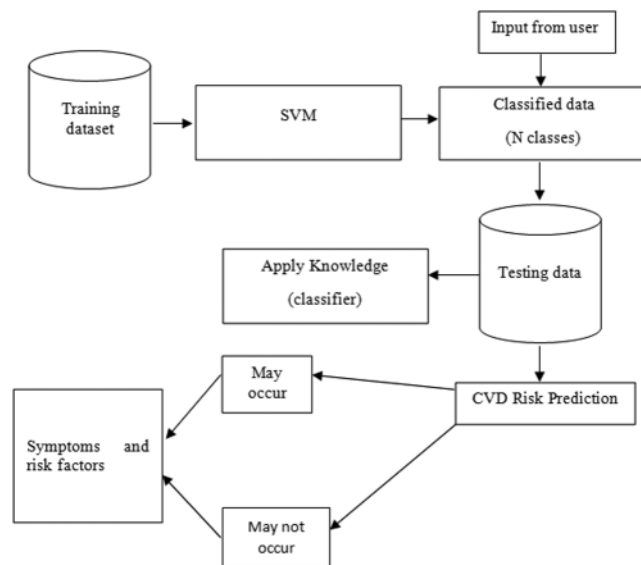 Input from user
Training
dataset
SVM
Classified data
(N classes)
Apply Knowledge
(classifier)
Testing data
May
occur
CVD Risk Prediction
Symptoms and
risk factors
May not
occur